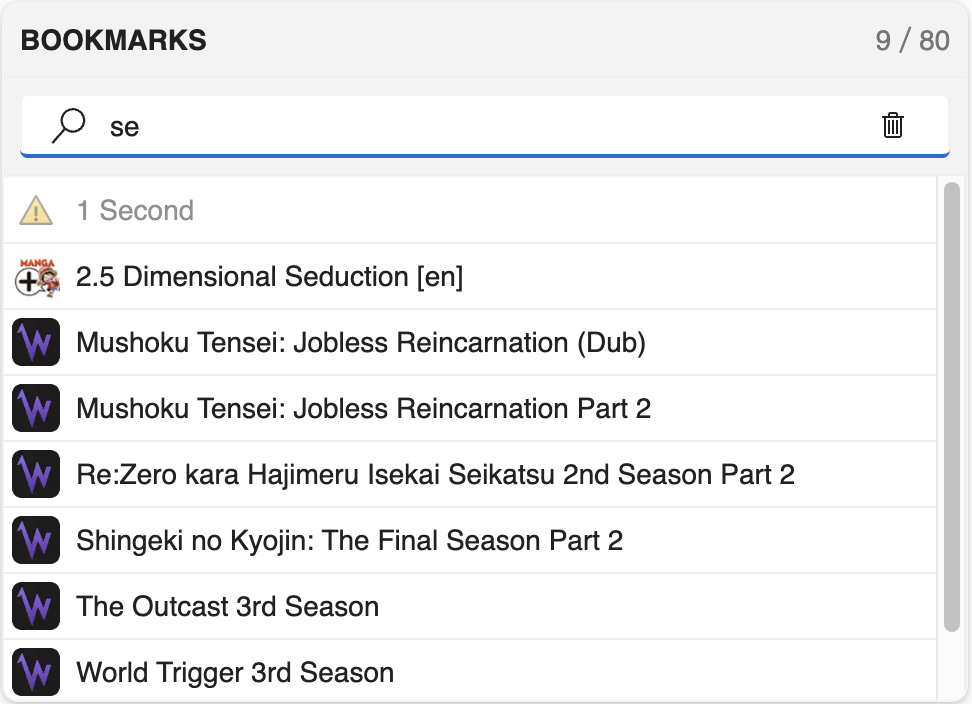 BOOKMARKS 9 / 80
se
1 Second
MANGA
2.5 Dimensional Seduction [en]
Mushoku Tensei: Jobless Reincarnation (Dub)
Mushoku Tensei: Jobless Reincarnation Part 2
Re:Zero kara Hajimeru Isekai Seikatsu 2nd Season Part 2
Shingeki no Kyojin: The Final Season Part 2
The Outcast 3rd Season
World Trigger 3rd Season